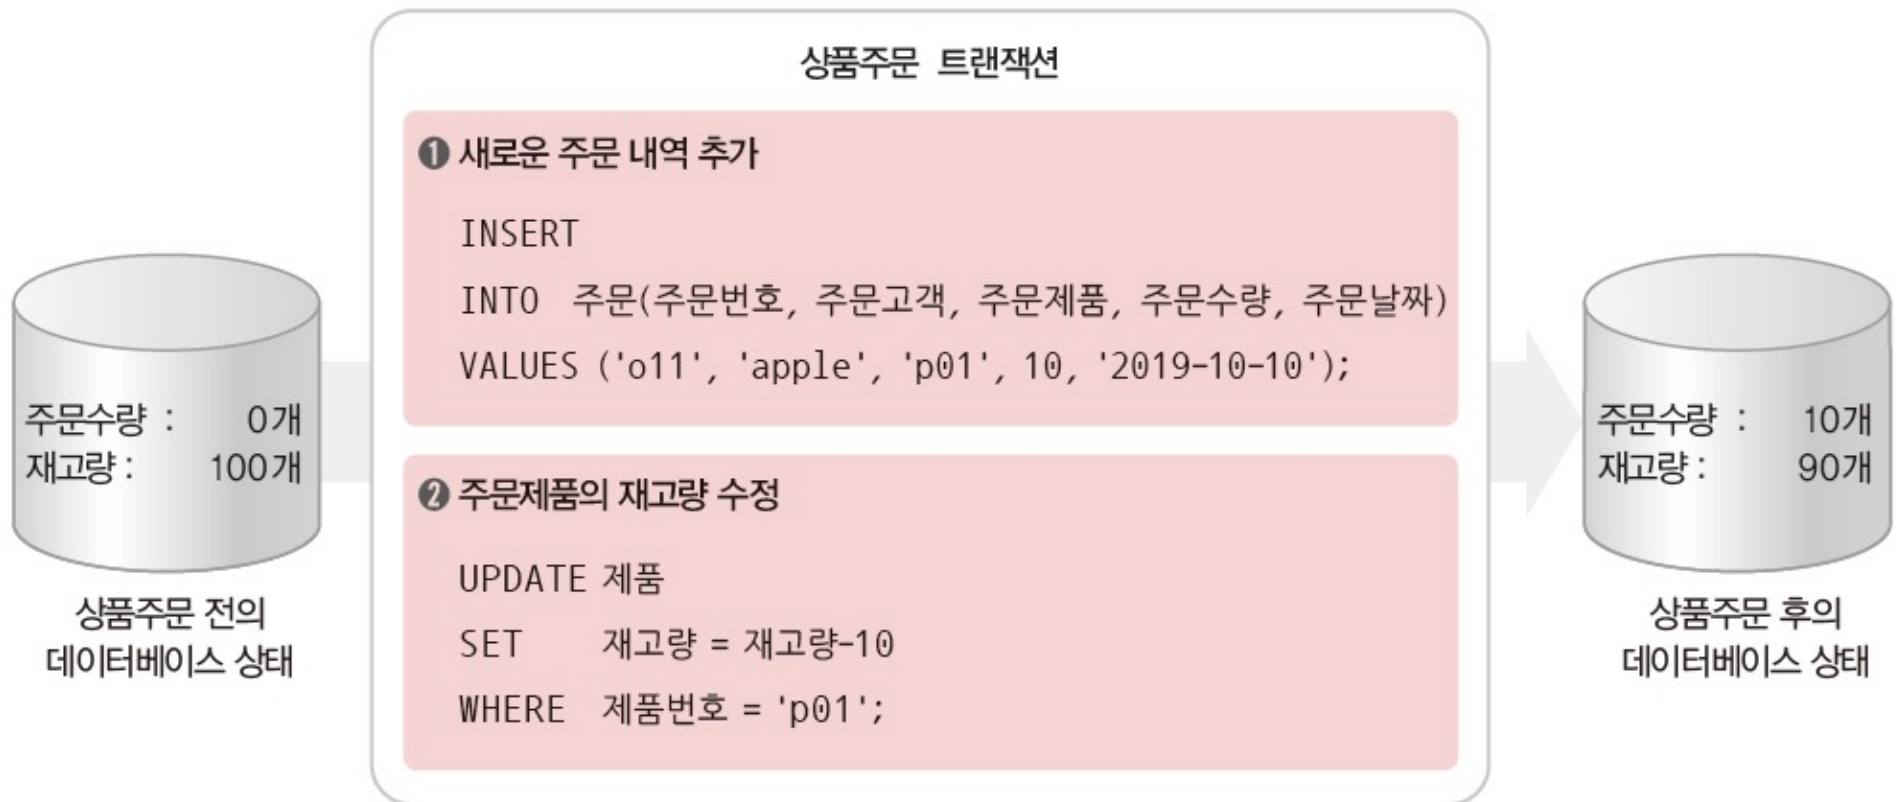 상품주문 트랜잭션
❶ 새로운 주문 내역 추가
INSERT
INTO 주문(주문번호, 주문고객, 주문제품, 주문수량, 주문날짜)
VALUES ('o11', 'apple', 'p01', 10, '2019-10-10');
❷ 주문제품의 재고량 수정
UPDATE 제품
SET 재고량 = 재고량-10
WHERE 제품번호 = 'p01';
주문수량 : 0개
재고량 : 100개
상품주문 전의
데이터베이스 상태
주문수량 : 10개
재고량 : 90개
상품주문 후의
데이터베이스 상태